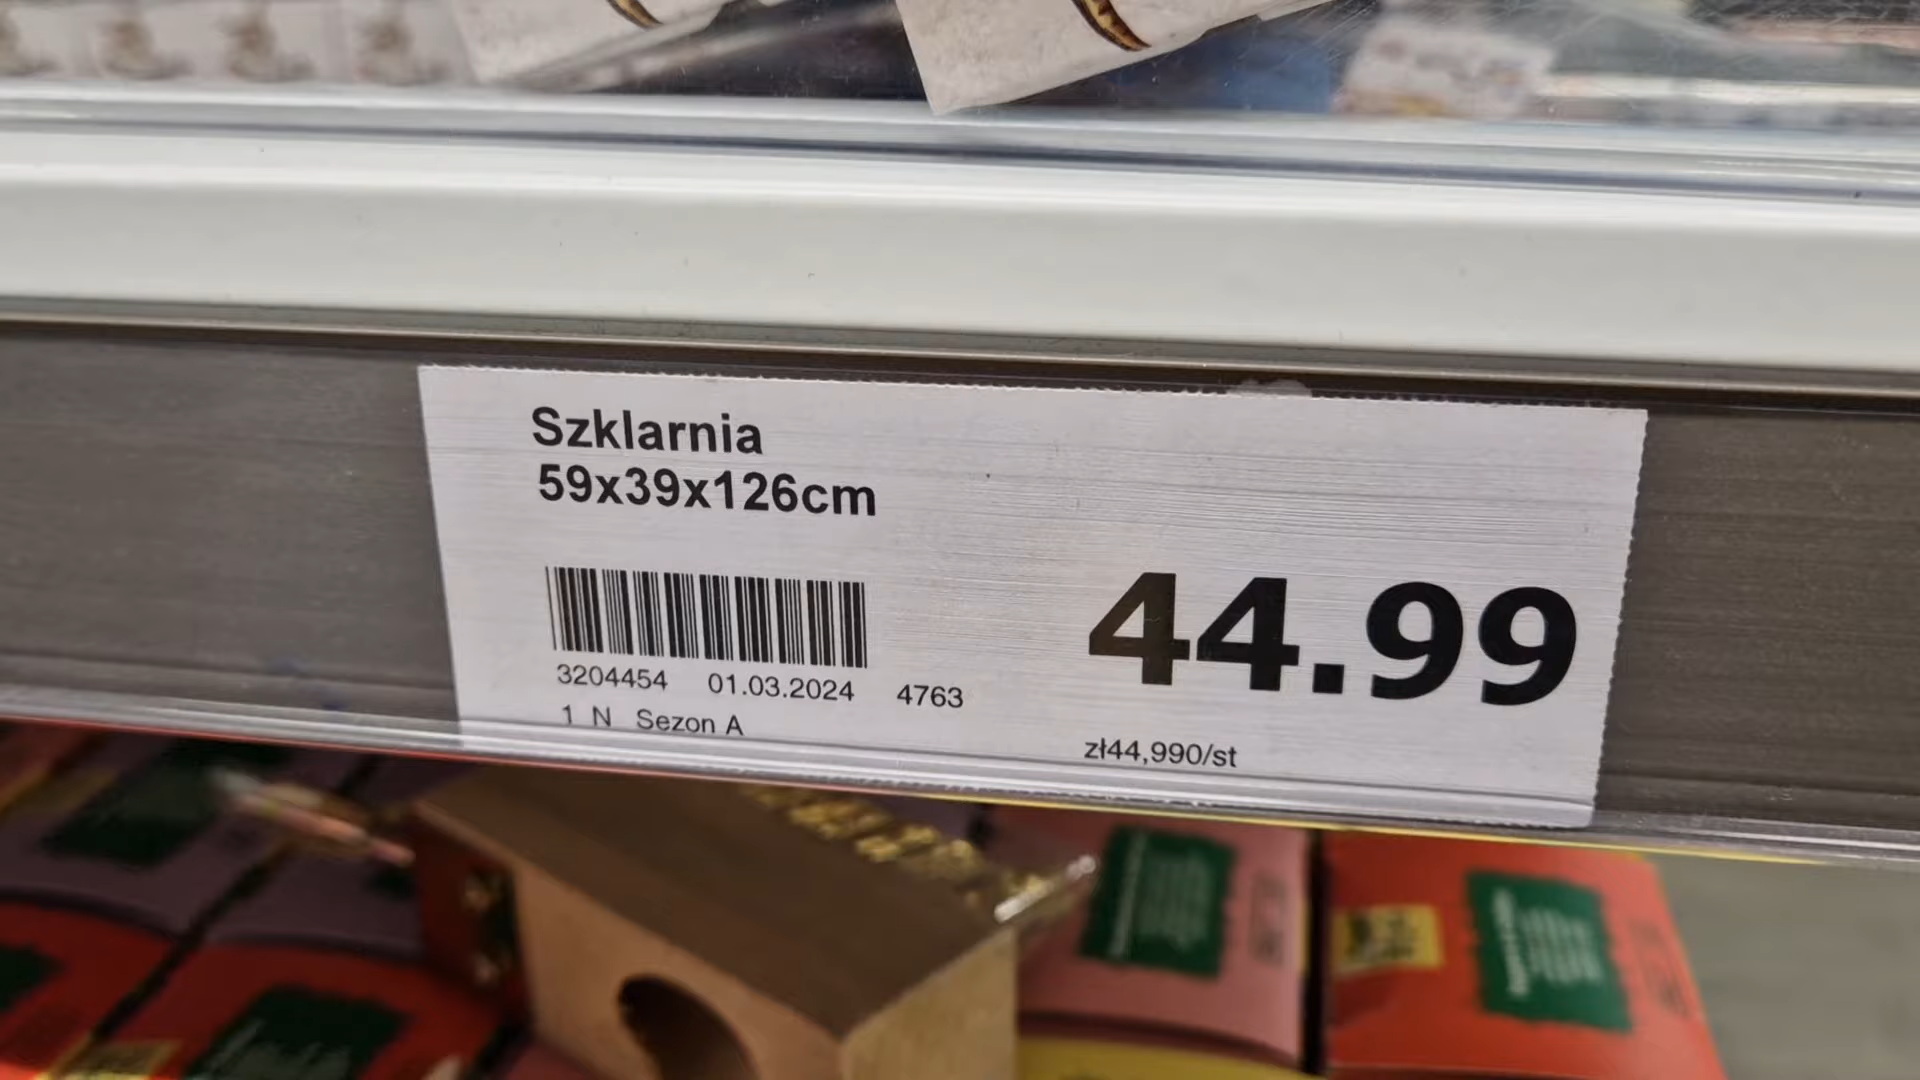 Szklarnia
59x39x126cm
44.99
3204454 01.03.2024 4763
1 N Sezon A
zł44,990/st